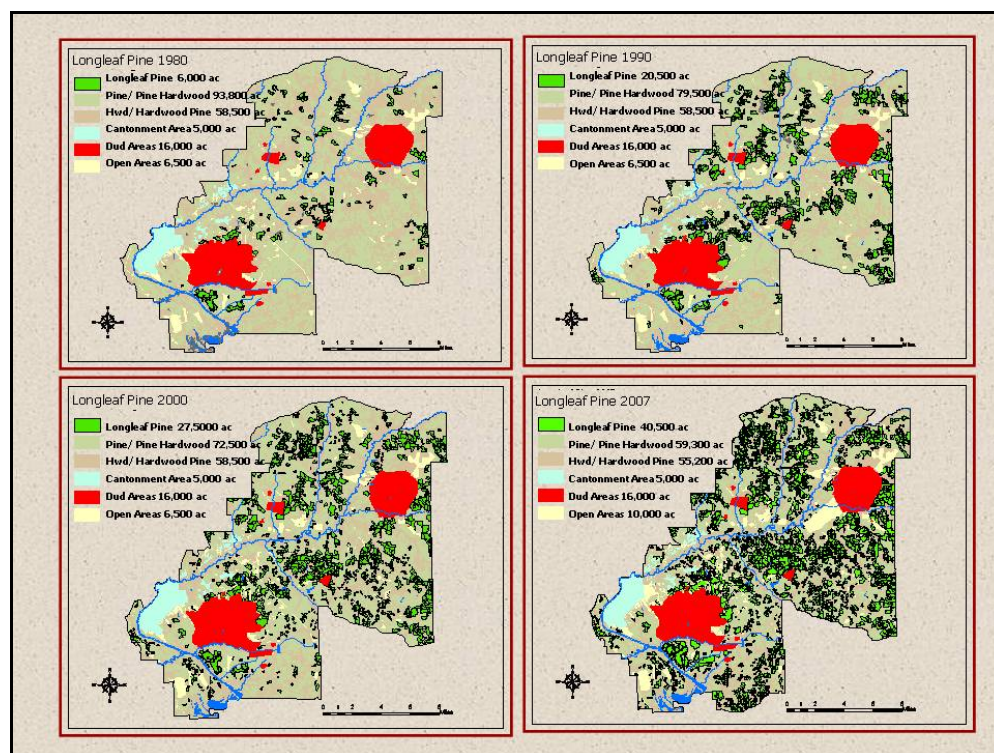 Longleaf Pine 1980
Longleaf Pine 6,000 ac
Pine/ Pine Hardwood 93,800 ac
Hwd/ Hardwood Pine 58,500 ac
Cantonment Area 5,000 ac
Dud Areas 16,000 ac
Open Areas 6,500 ac
Longleaf Pine 1990
Longleaf Pine 20,500 ac
Pine/ Pine Hardwood 79,500 ac
Hwd/ Hardwood Pine 58,500 ac
Cantonment Area 5,000 ac
Dud Areas 16,000 ac
Open Areas 6,500 ac
Longleaf Pine 2000
Longleaf Pine 27,5000 ac
Pine/ Pine Hardwood 72,500 ac
Hwd/ Hardwood Pine 58,500 ac
Cantonment Area 5,000 ac
Dud Areas 16,000 ac
Open Areas 6,500 ac
Longleaf Pine 2007
Longleaf Pine 40,500 ac
Pine/ Pine Hardwood 59,300 ac
Hwd/ Hardwood Pine 55,200 ac
Cantonment Area 5,000 ac
Dud Areas 16,000 ac
Open Areas 10,000 ac